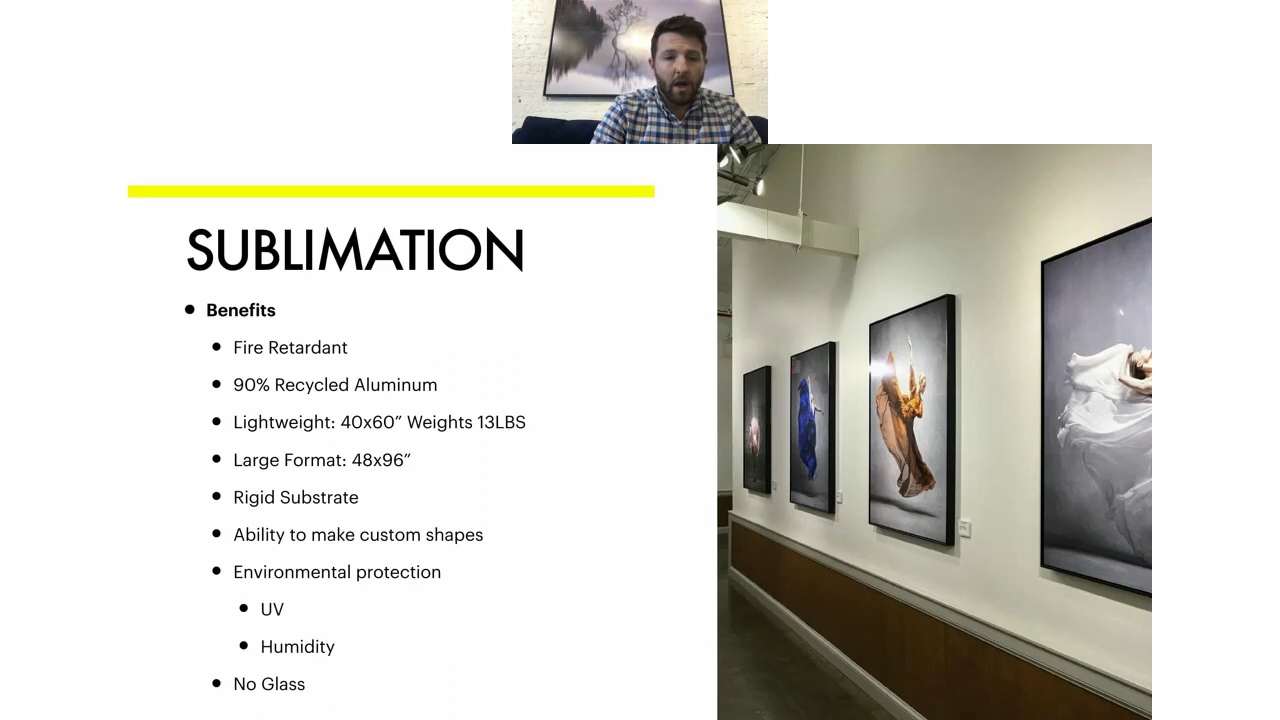 SUBLIMATION
Benefits
Fire Retardant
90% Recycled Aluminum
Lightweight: 40x60” Weights 13LBS
Large Format: 48x96”
Rigid Substrate
Ability to make custom shapes
Environmental protection
UV
Humidity
No Glass